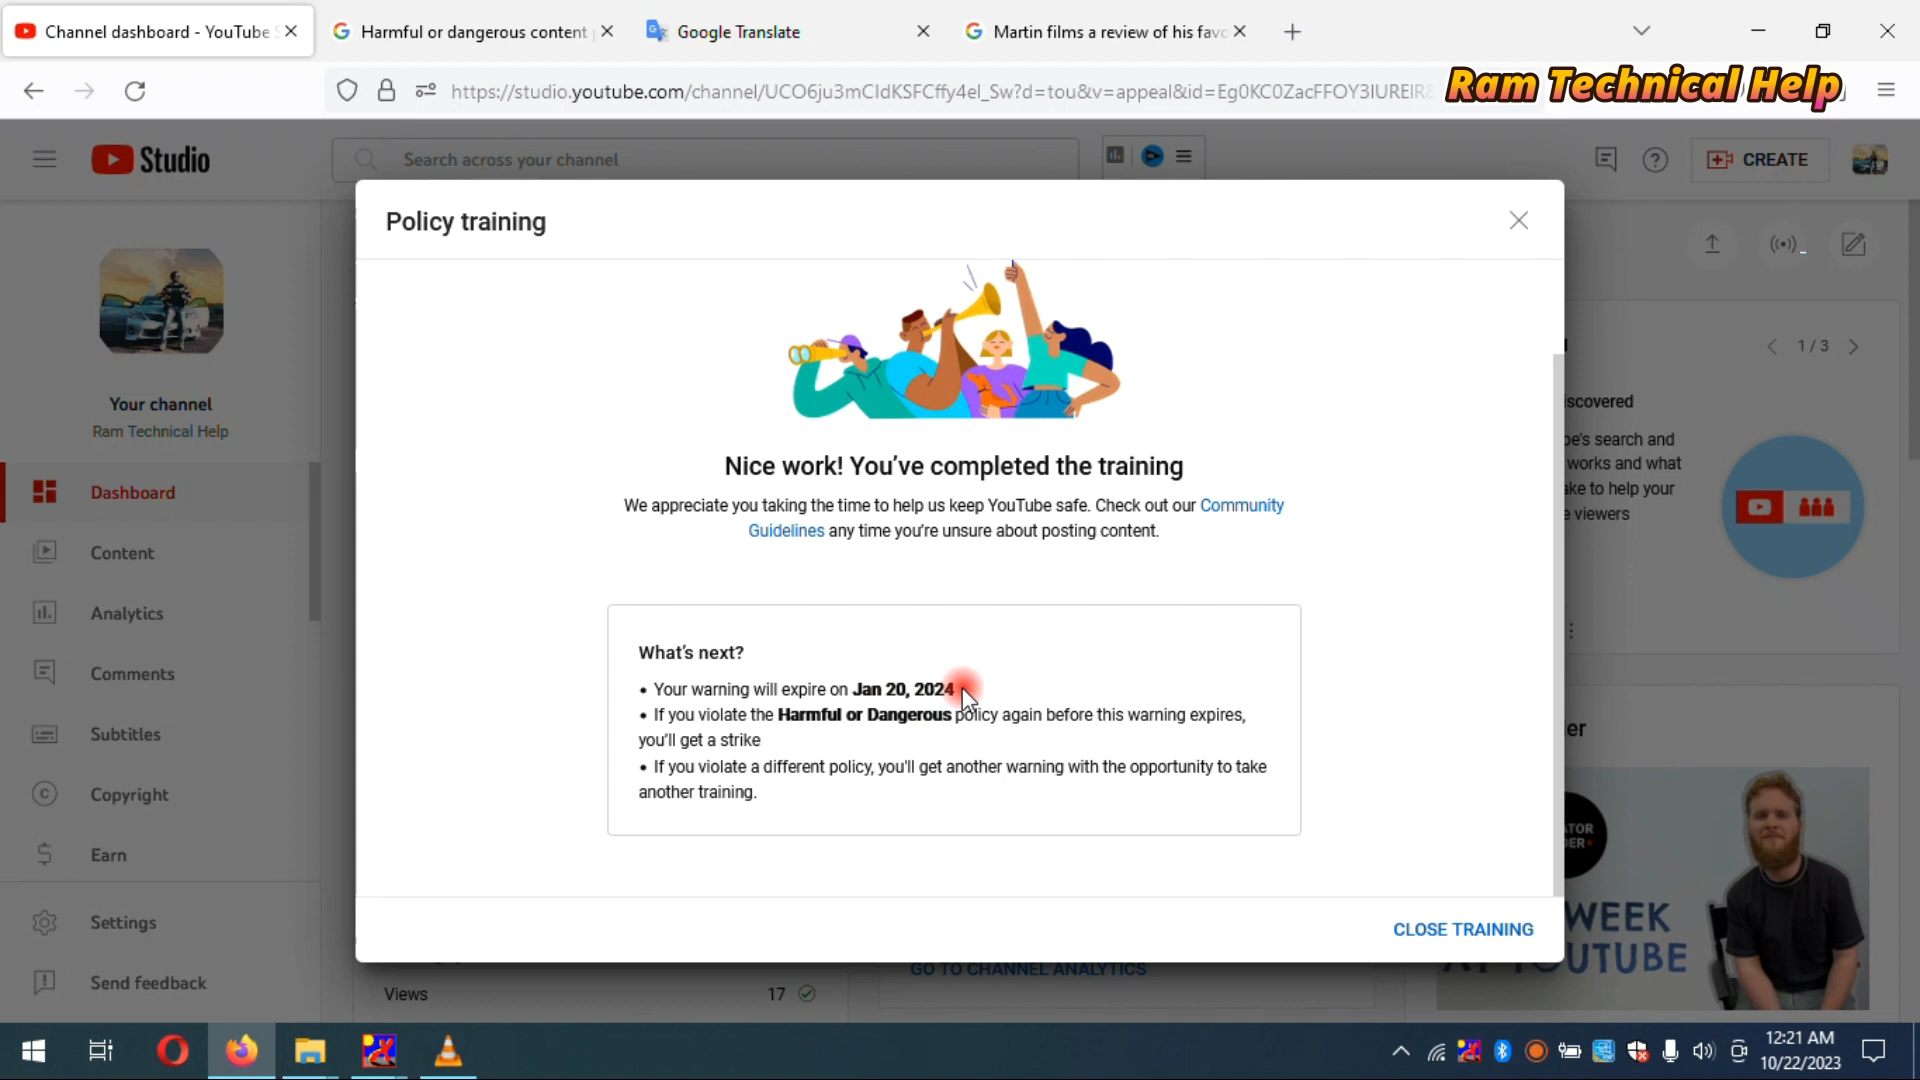 Channel dashboard - YouTube S
Harmful or dangerous content
Google Translate
Martin films a review of his favo
https://studio.youtube.com/channel/UCO6ju3mCIdKSFCffy4el_Sw?d=tou&v=appeal&id=Eg0KC0ZacFFOY3lURElR
Ram Technical Help
Studio
Search across your channel
CREATE
Policy training
Your channel
Ram Technical Help
Dashboard
Content
Analytics
Comments
Subtitles
Copyright
Earn
Settings
Send feedback
Nice work! You've completed the training
We appreciate you taking the time to help us keep YouTube safe. Check out our Community
Guidelines any time you're unsure about posting content.
What's next?
• Your warning will expire on Jan 20, 2024
• If you violate the Harmful or Dangerous policy again before this warning expires,
you'll get a strike
• If you violate a different policy, you'll get another warning with the opportunity to take
another training.
CLOSE TRAINING
1 / 3
iscovered
be's search and
works and what
ake to help your
e viewers
er
ATOR
DER
WEEK
AT YOUTUBE
GO TO CHANNEL ANALYTICS
Views
17
12:21 AM
10/22/2023